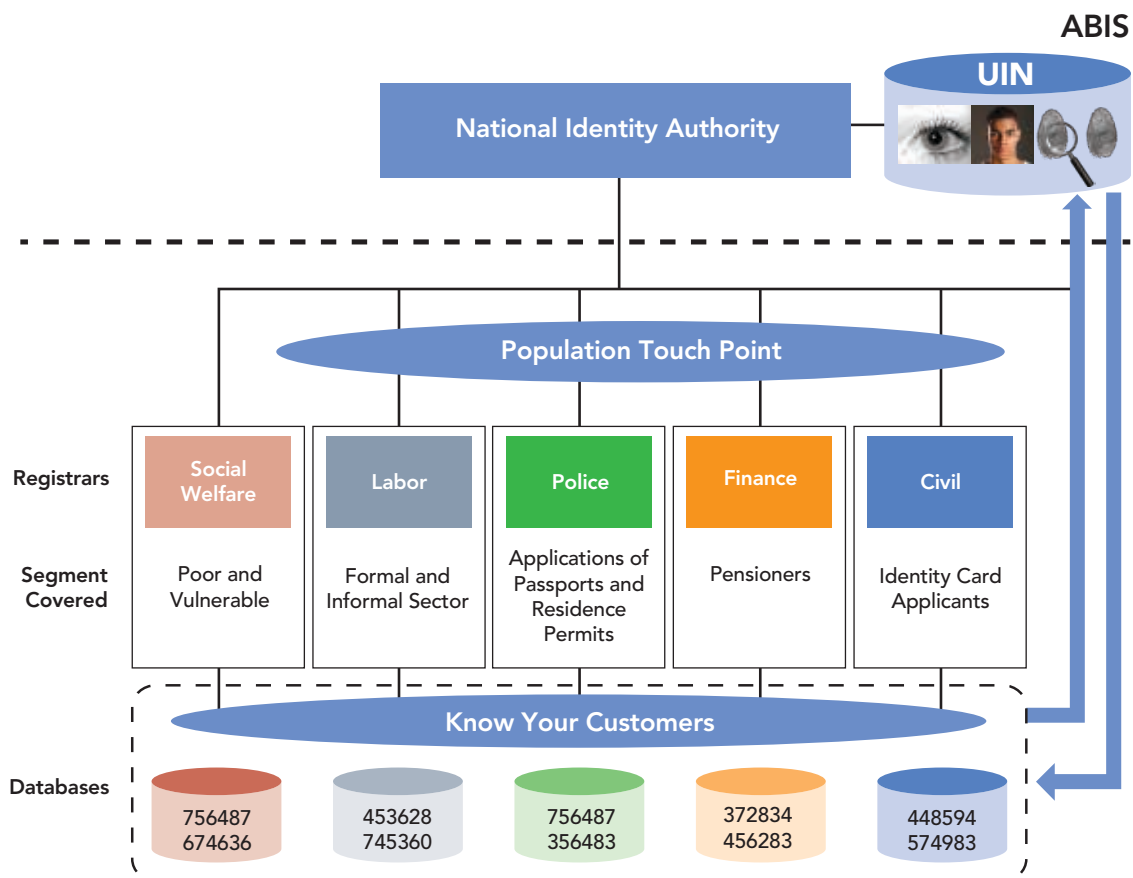 ABIS
UIN
National Identity Authority
Population Touch Point
Registrars
Social
Welfare
Labor
Police
Finance
Civil
Segment
Covered
Poor and
Vulnerable
Formal and
Informal Sector
Applications of
Passports and
Residence
Permits
Pensioners
Identity Card
Applicants
Know Your Customers
Databases
756487
674636
453628
745360
756487
356483
372834
456283
448594
574983